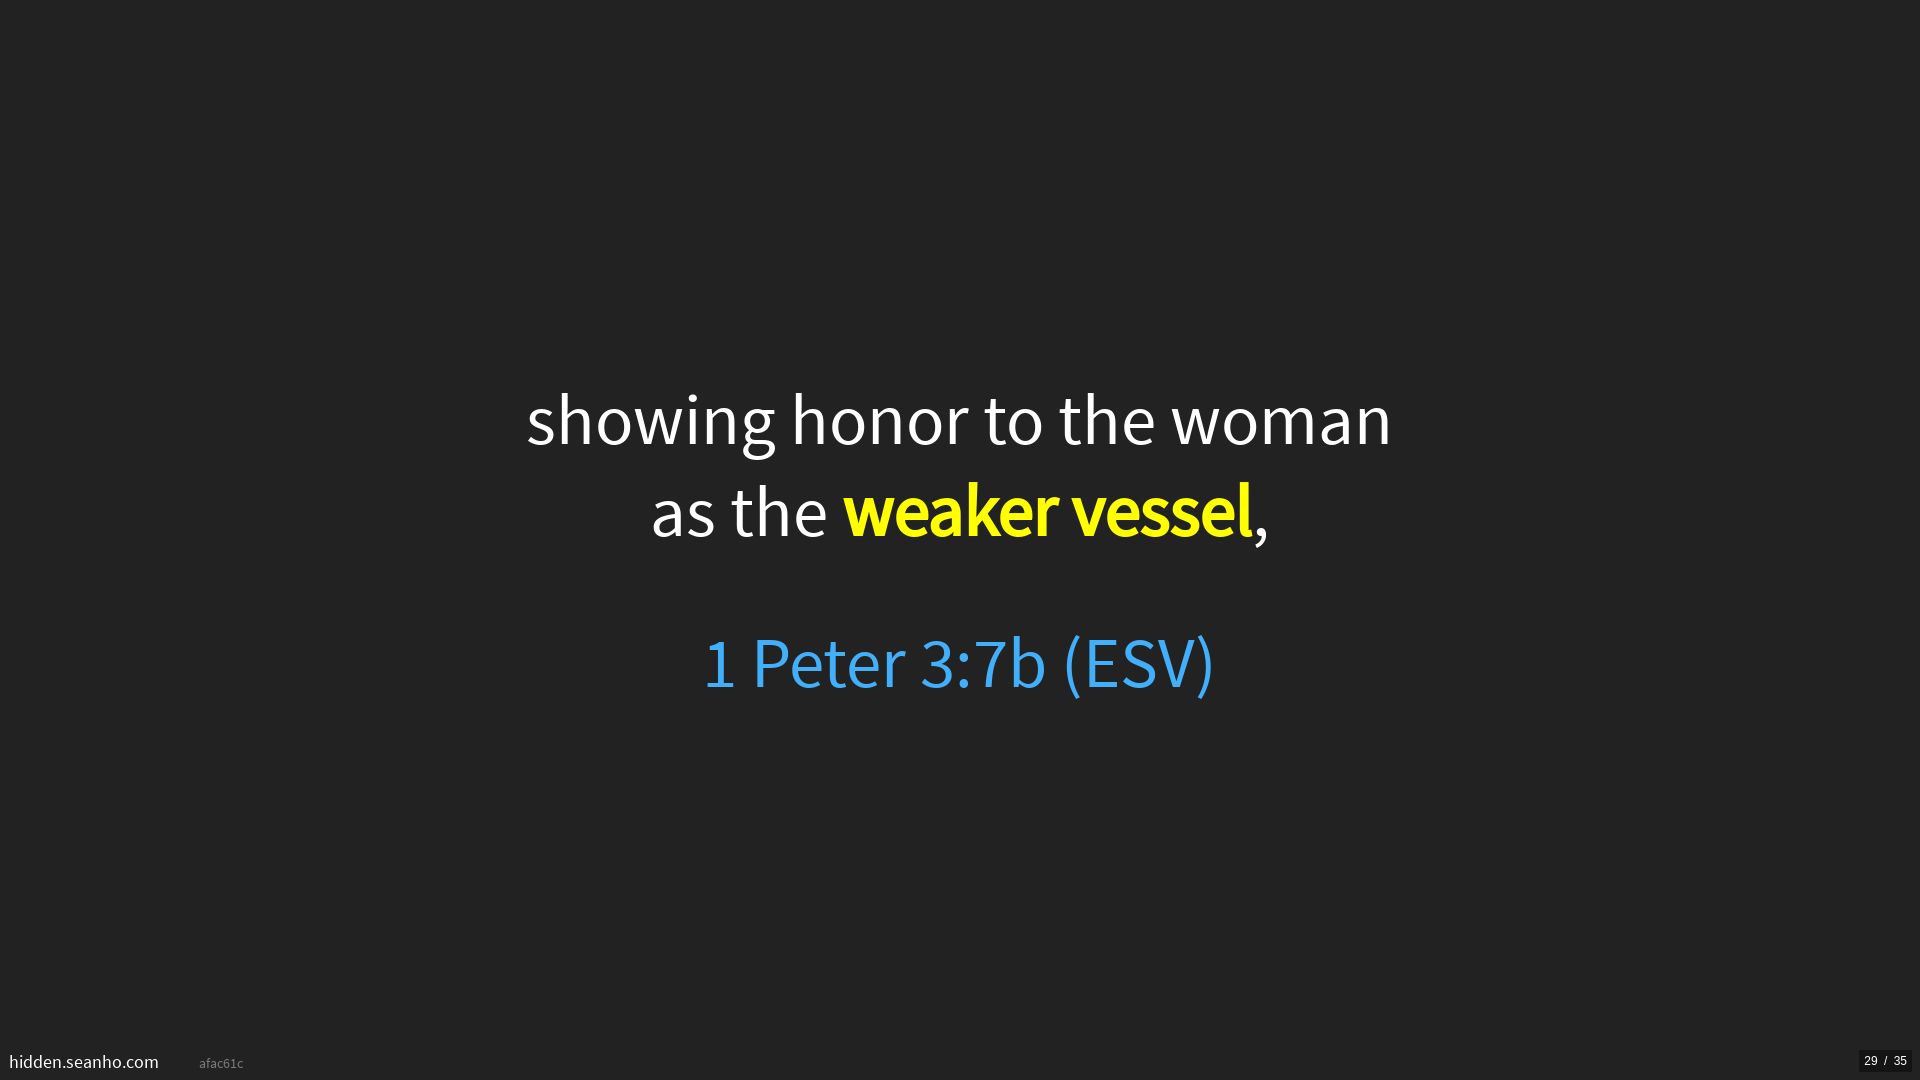 showing honor to the woman
as the weaker vessel,
1 Peter 3:7b (ESV)
hidden.seanho.com
afac61c
29 / 35